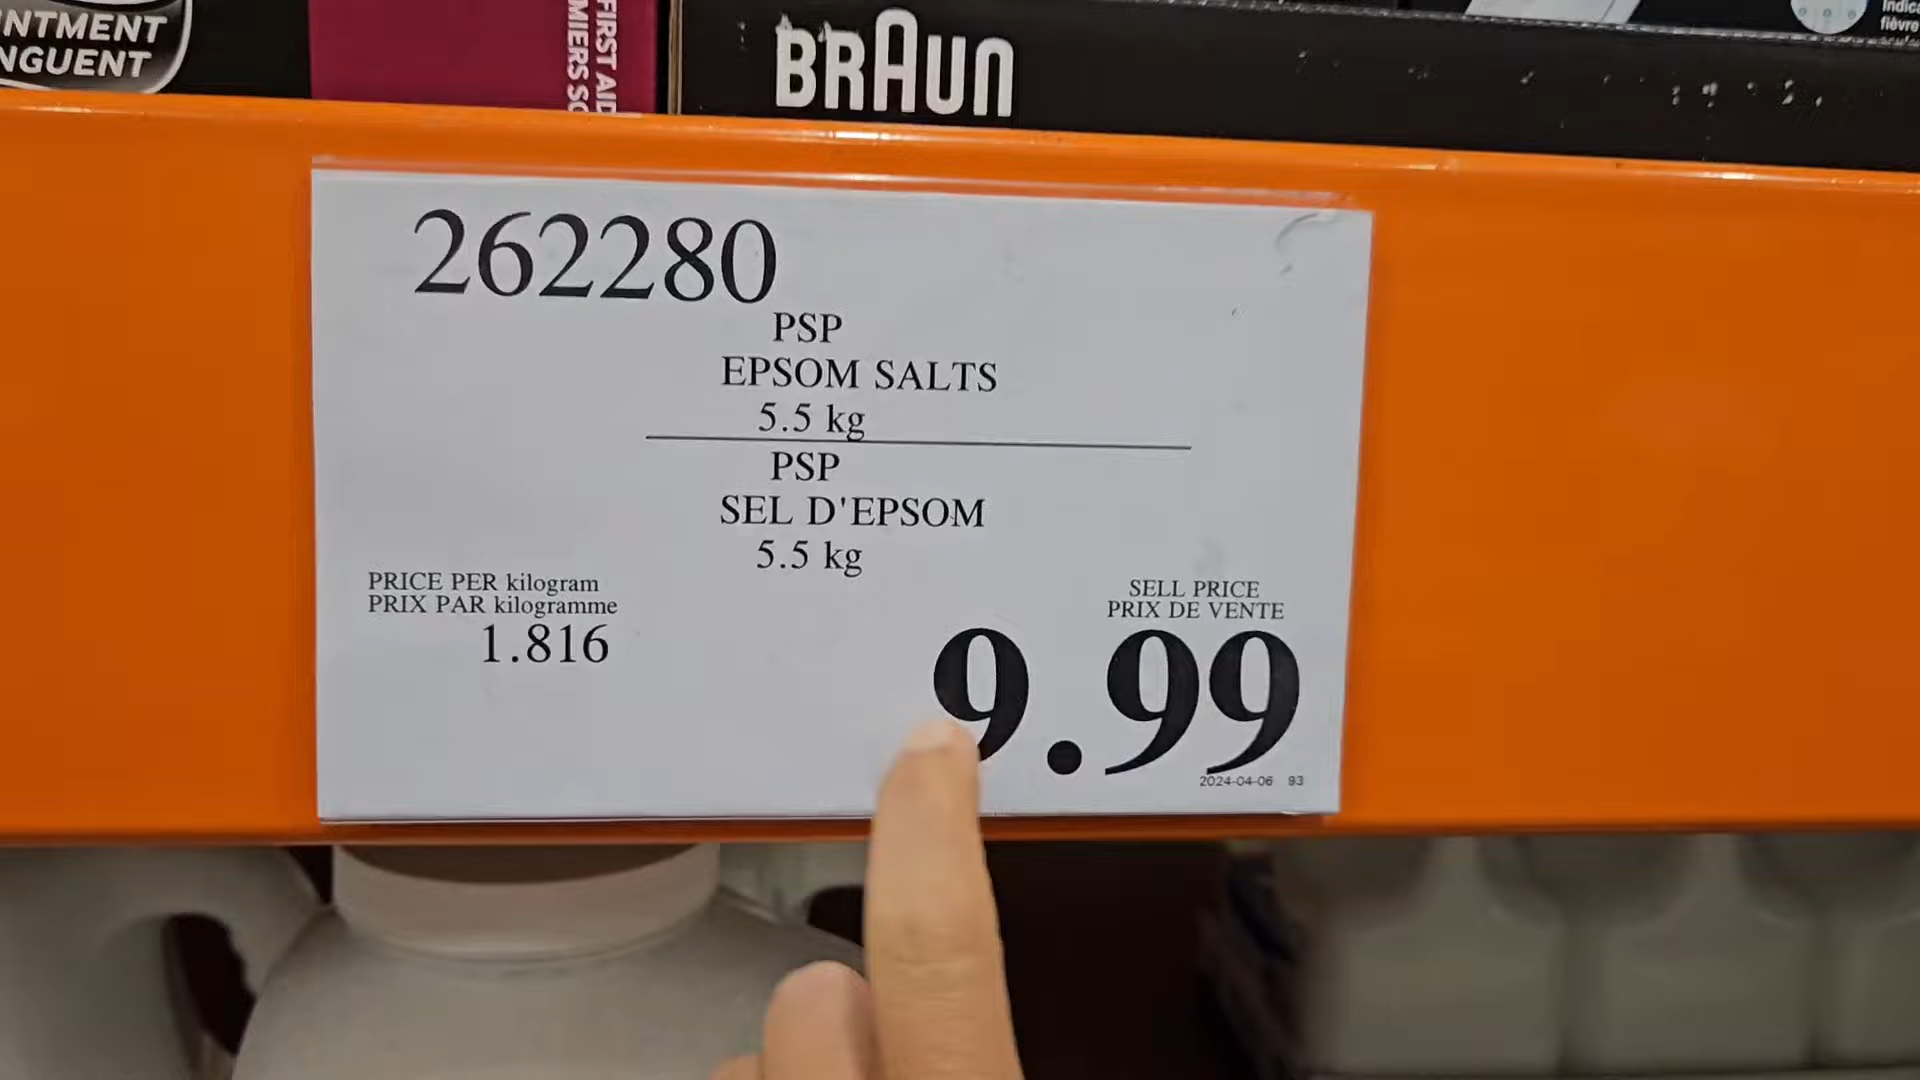 INTMENT
NGUENT
FIRST AID
MIERS
BRAUN
fièvre
262280
PSP
EPSOM SALTS
5.5 kg
PSP
SEL D'EPSOM
5.5 kg
PRICE PER kilogram
PRIX PAR kilogramme
1.816
SELL PRICE
PRIX DE VENTE
9.99
2024-04-06 93